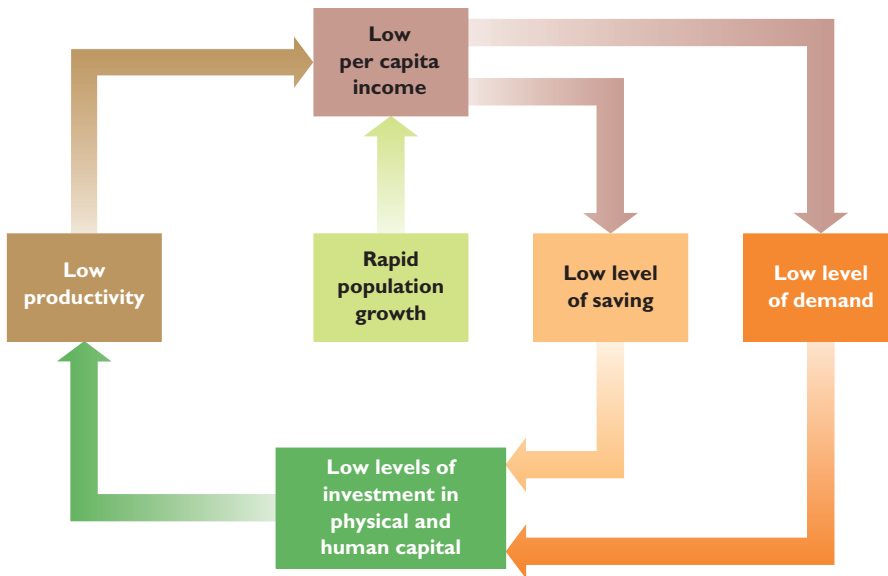 Low
per capita
income
Low
productivity
Rapid
population
growth
Low level
of saving
Low level
of demand
Low levels of
investment in
physical and
human capital